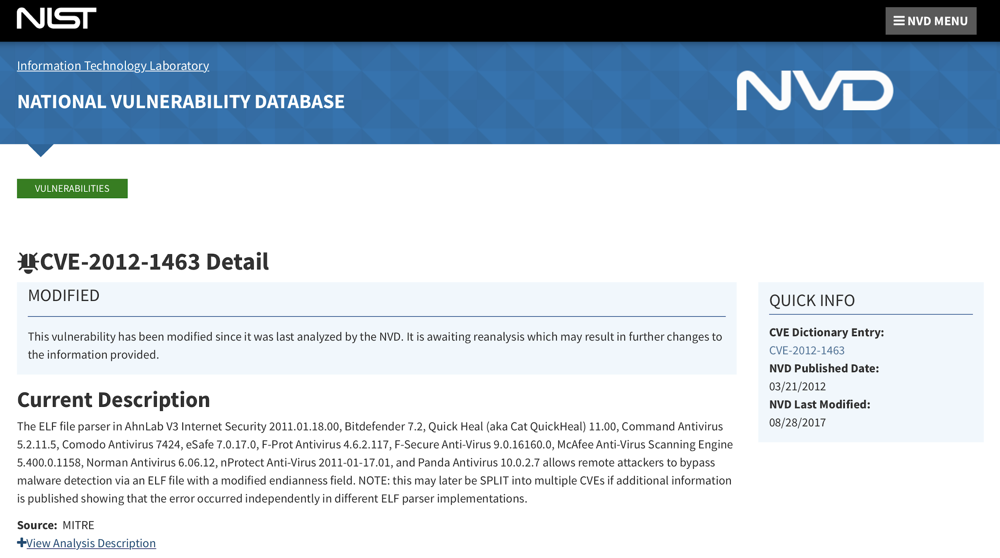 NIST
NVD MENU
Information Technology Laboratory
NATIONAL VULNERABILITY DATABASE
NVD
VULNERABILITIES
CVE-2012-1463 Detail
MODIFIED
This vulnerability has been modified since it was last analyzed by the NVD. It is awaiting reanalysis which may result in further changes to
the information provided.
Current Description
The ELF file parser in AhnLab V3 Internet Security 2011.01.18.00, Bitdefender 7.2, Quick Heal (aka Cat QuickHeal) 11.00, Command Antivirus
5.2.11.5, Comodo Antivirus 7424, eSafe 7.0.17.0, F-Prot Antivirus 4.6.2.117, F-Secure Anti-Virus 9.0.16160.0, McAfee Anti-Virus Scanning Engine
5.400.0.1158, Norman Antivirus 6.06.12, nProtect Anti-Virus 2011-01-17.01, and Panda Antivirus 10.0.2.7 allows remote attackers to bypass
malware detection via an ELF file with a modified endianness field. NOTE: this may later be SPLIT into multiple CVEs if additional information
is published showing that the error occurred independently in different ELF parser implementations.
Source: MITRE
View Analysis Description
QUICK INFO
CVE Dictionary Entry:
CVE-2012-1463
NVD Published Date:
03/21/2012
NVD Last Modified:
08/28/2017